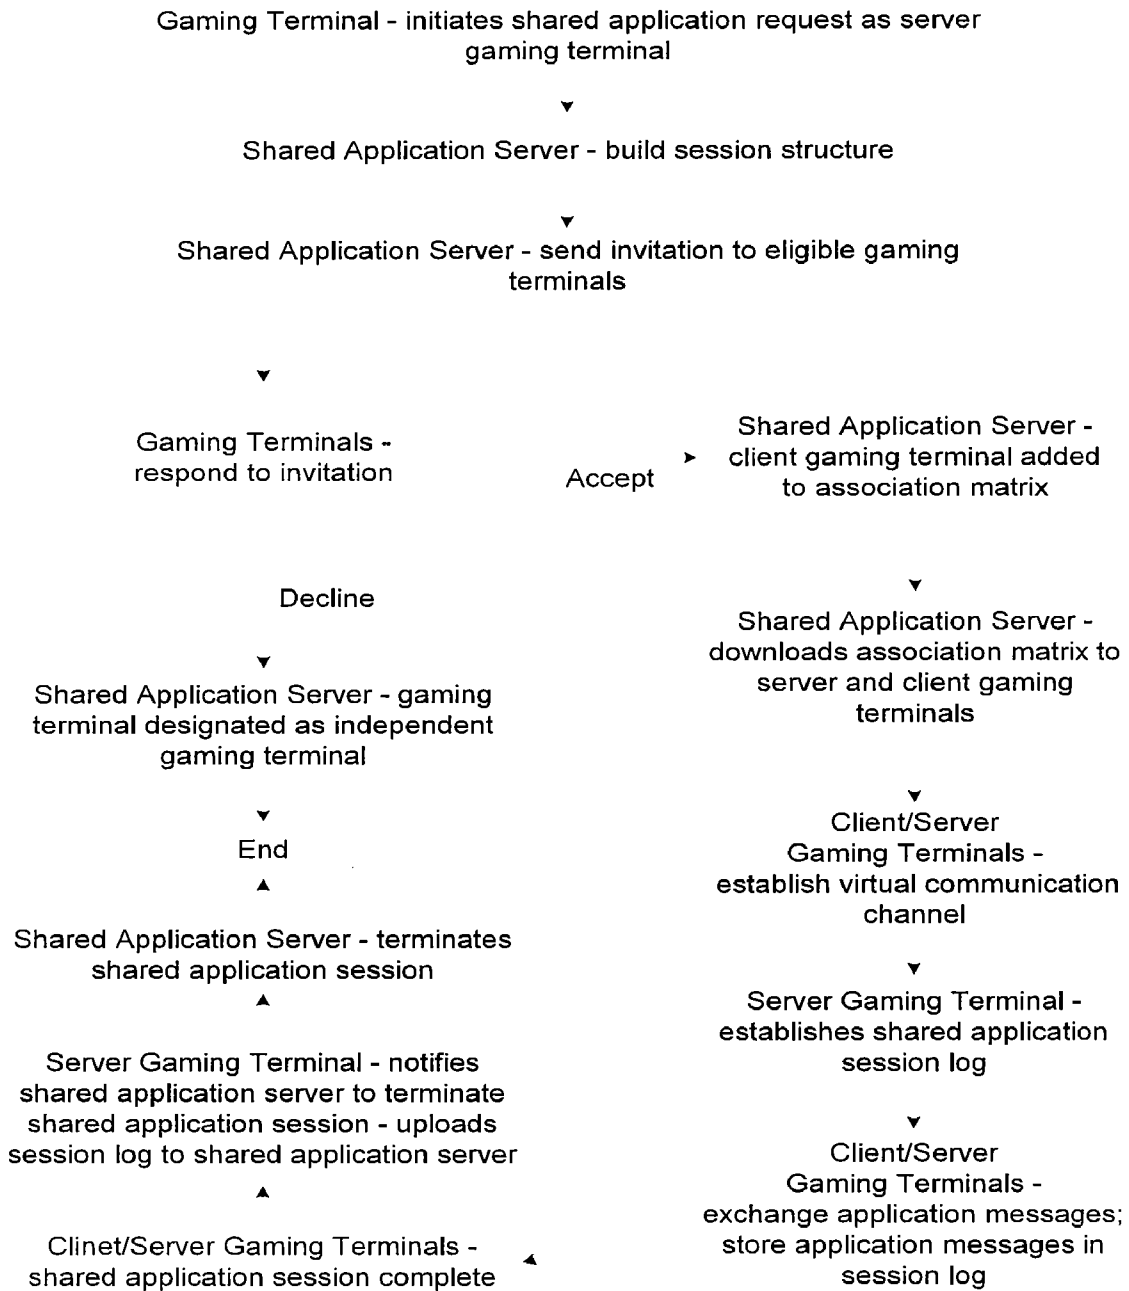 Gaming Terminal - initiates shared application request as server
gaming terminal
Shared Application Server - build session structure
Shared Application Server - send invitation to eligible gaming
terminals
Gaming Terminals -
respond to invitation
Accept
Shared Application Server -
client gaming terminal added
to association matrix
Decline
Shared Application Server -
downloads association matrix to
server and client gaming
terminals
Shared Application Server - gaming
terminal designated as independent
gaming terminal
End
Client/Server
Gaming Terminals -
establish virtual communication
channel
Server Gaming Terminal -
establishes shared application
session log
Client/Server
Gaming Terminals -
exchange application messages;
store application messages in
session log
Clinet/Server Gaming Terminals -
shared application session complete
Server Gaming Terminal - notifies
shared application server to terminate
shared application session - uploads
session log to shared application server
Shared Application Server - terminates
shared application session